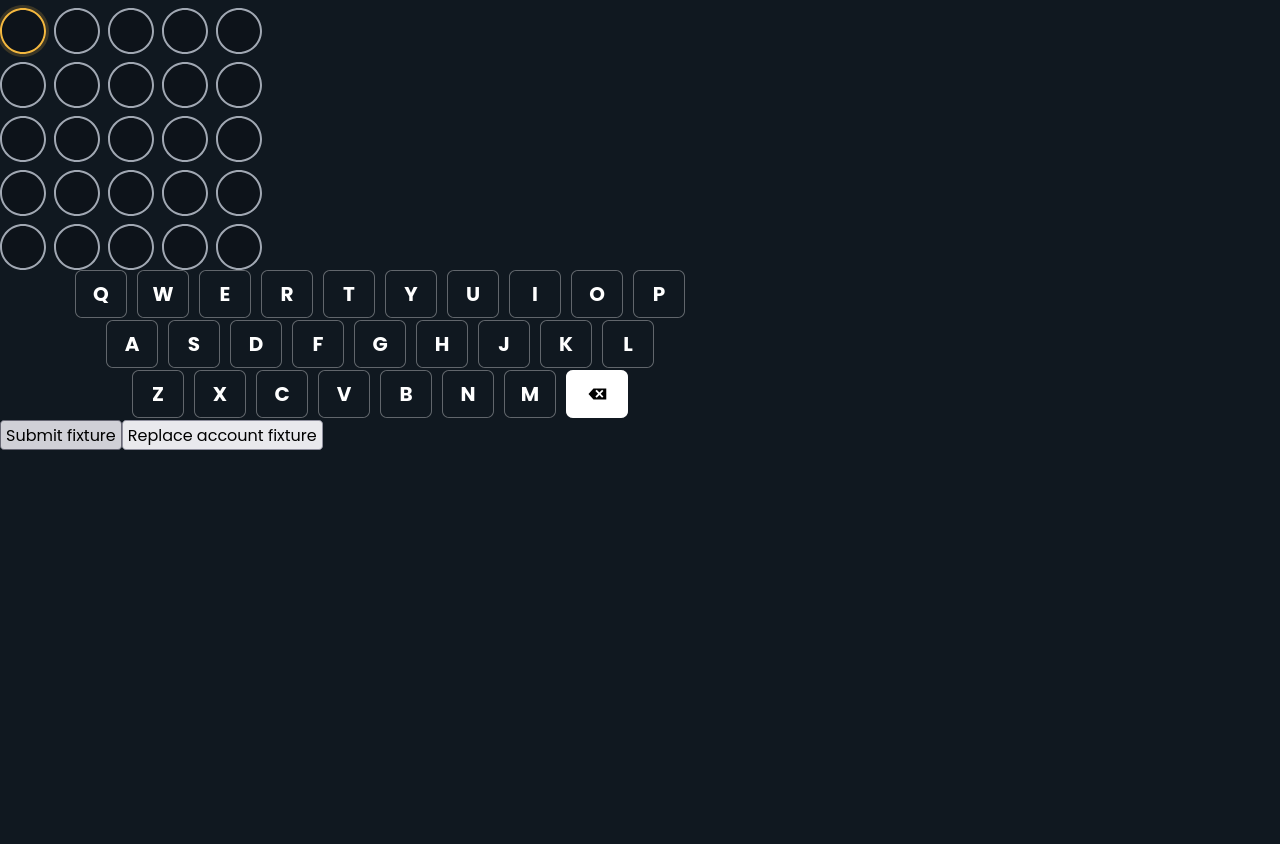 Q W E R T Y U I O P
A S D F G H J K L
Z X C V B N M
Submit fixture Replace account fixture